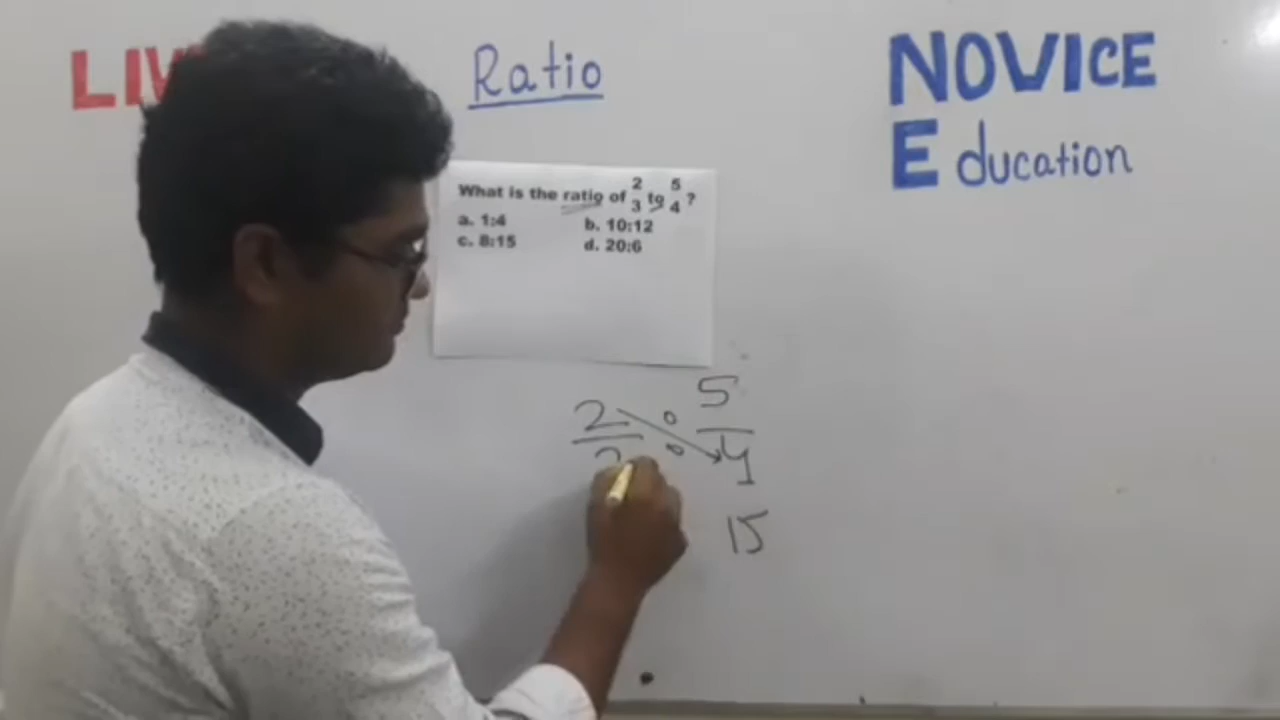 LIV
Ratio
NOVICE
Education
What is the ratio of 2/3 to 5/4 ?
a. 1:4 b. 10:12
c. 8:15 d. 20:6
2 : 5
4
15